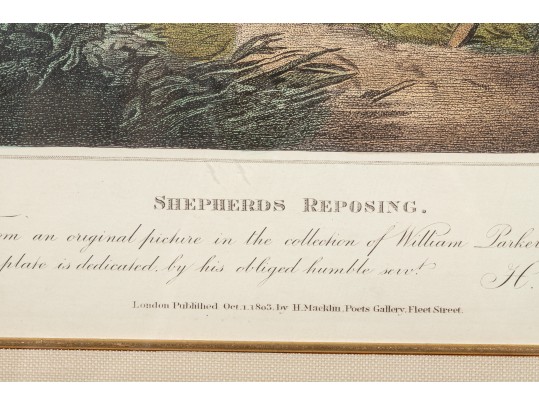 SHEPHERDS REPOSING.
om an original picture in the collection of William Parker
plate is dedicated, by his obliged humble servt. H.
London Published Oct. 1. 1803, by H. Macklin, Poets Gallery, Fleet Street.